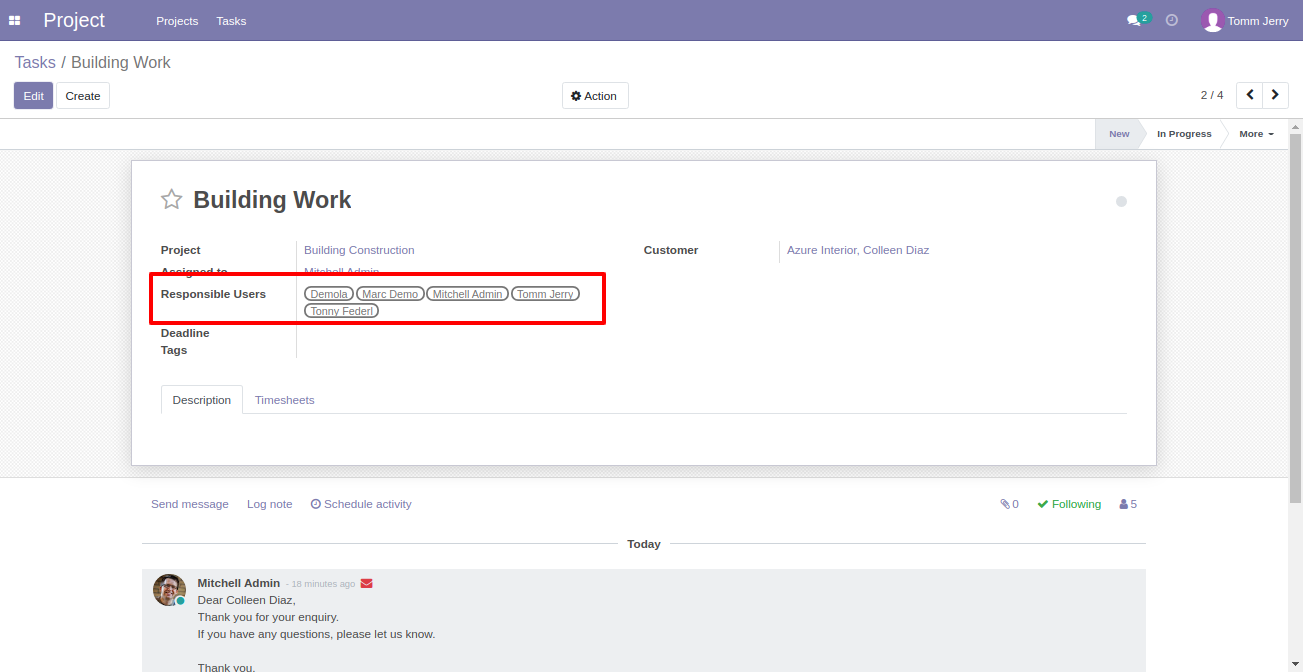 Project Projects Tasks 2 Tomm Jerry
Tasks / Building Work
Edit Create Action 2 / 4
New In Progress More
Building Work
Project Building Construction Customer Azure Interior, Colleen Diaz
Assigned to Mitchell Admin
Responsible Users Demola Marc Demo Mitchell Admin Tomm Jerry
Tonny Federl
Deadline
Tags
Description Timesheets
Send message Log note Schedule activity 0 Following 5
Today
Mitchell Admin - 18 minutes ago
Dear Colleen Diaz,
Thank you for your enquiry.
If you have any questions, please let us know.
Thank you.